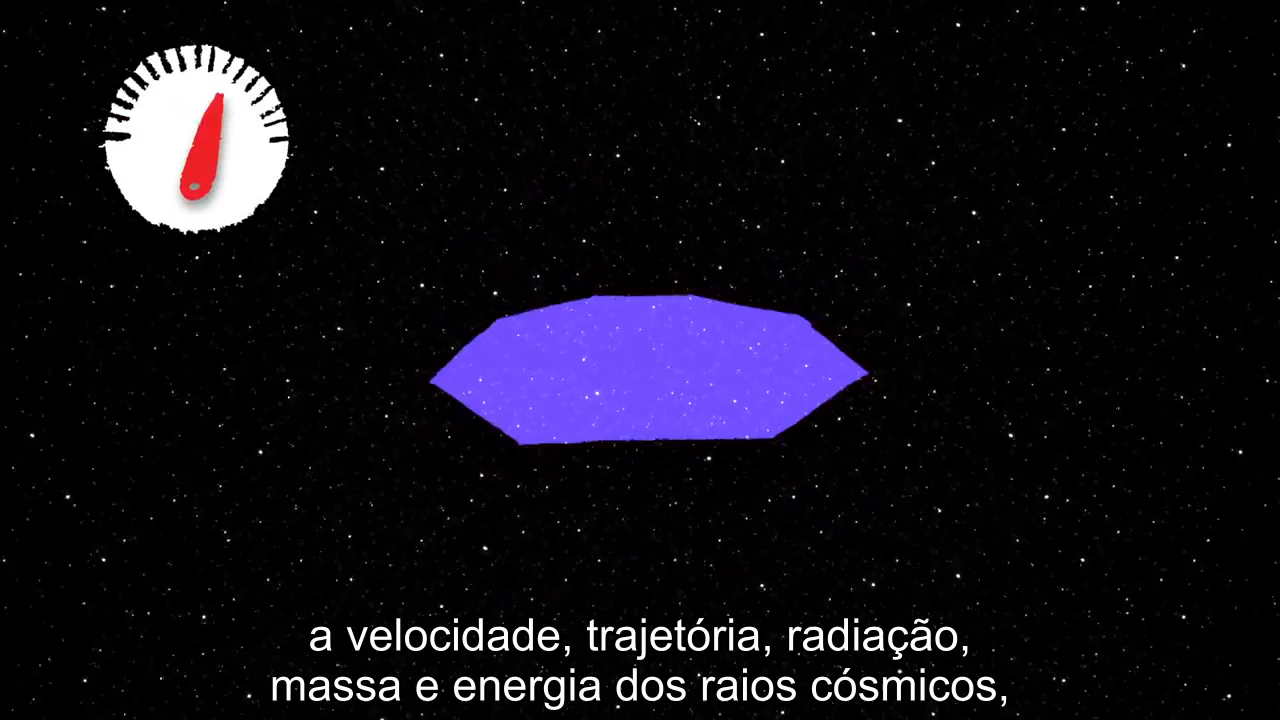 a velocidade, trajetória, radiação,
massa e energia dos raios cósmicos,